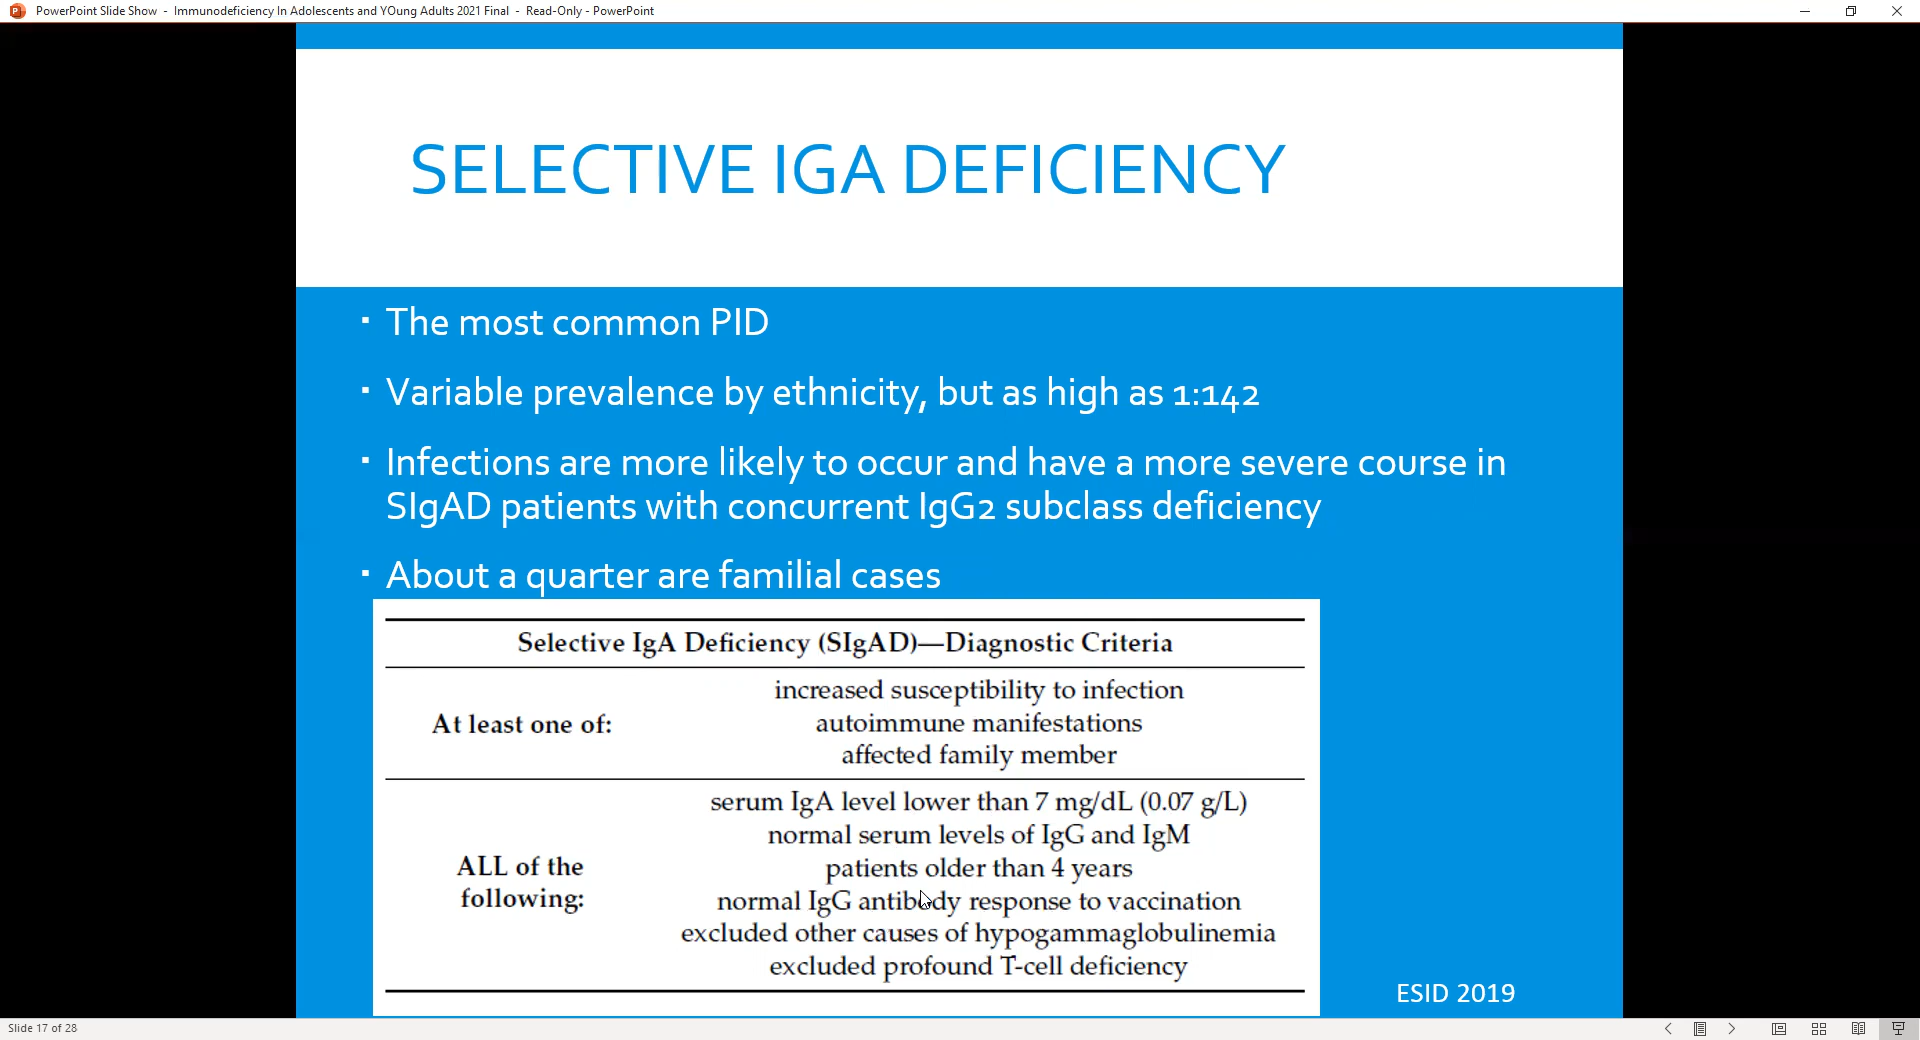 PowerPoint Slide Show - Immunodeficiency In Adolescents and YOung Adults 2021 Final - Read-Only - PowerPoint
SELECTIVE IGA DEFICIENCY
▪ The most common PID
▪ Variable prevalence by ethnicity, but as high as 1:142
▪ Infections are more likely to occur and have a more severe course in
SIgAD patients with concurrent IgG2 subclass deficiency
▪ About a quarter are familial cases
Selective IgA Deficiency (SIgAD)—Diagnostic Criteria
At least one of:
increased susceptibility to infection
autoimmune manifestations
affected family member
ALL of the
following:
serum IgA level lower than 7 mg/dL (0.07 g/L)
normal serum levels of IgG and IgM
patients older than 4 years
normal IgG antibody response to vaccination
excluded other causes of hypogammaglobulinemia
excluded profound T-cell deficiency
ESID 2019
Slide 17 of 28